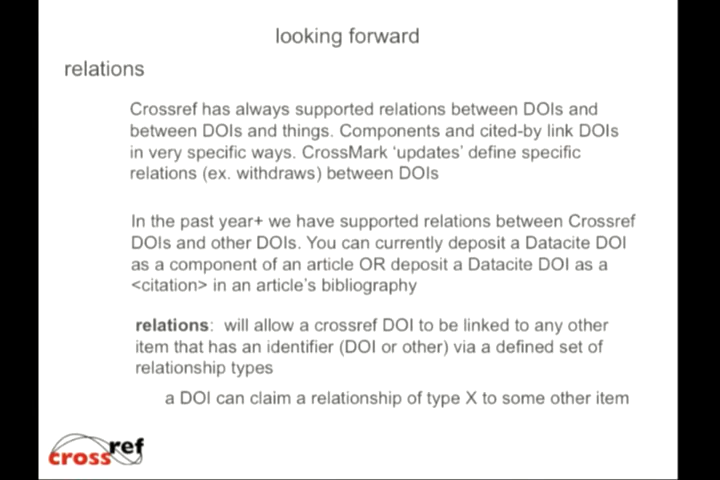 looking forward
relations
Crossref has always supported relations between DOIs and
between DOIs and things. Components and cited-by link DOIs
in very specific ways. CrossMark ‘updates’ define specific
relations (ex. withdraws) between DOIs
In the past year+ we have supported relations between Crossref
DOIs and other DOIs. You can currently deposit a Datacite DOI
as a component of an article OR deposit a Datacite DOI as a
<citation> in an article's bibliography
relations:  will allow a crossref DOI to be linked to any other
item that has an identifier (DOI or other) via a defined set of
relationship types
a DOI can claim a relationship of type X to some other item
crossref